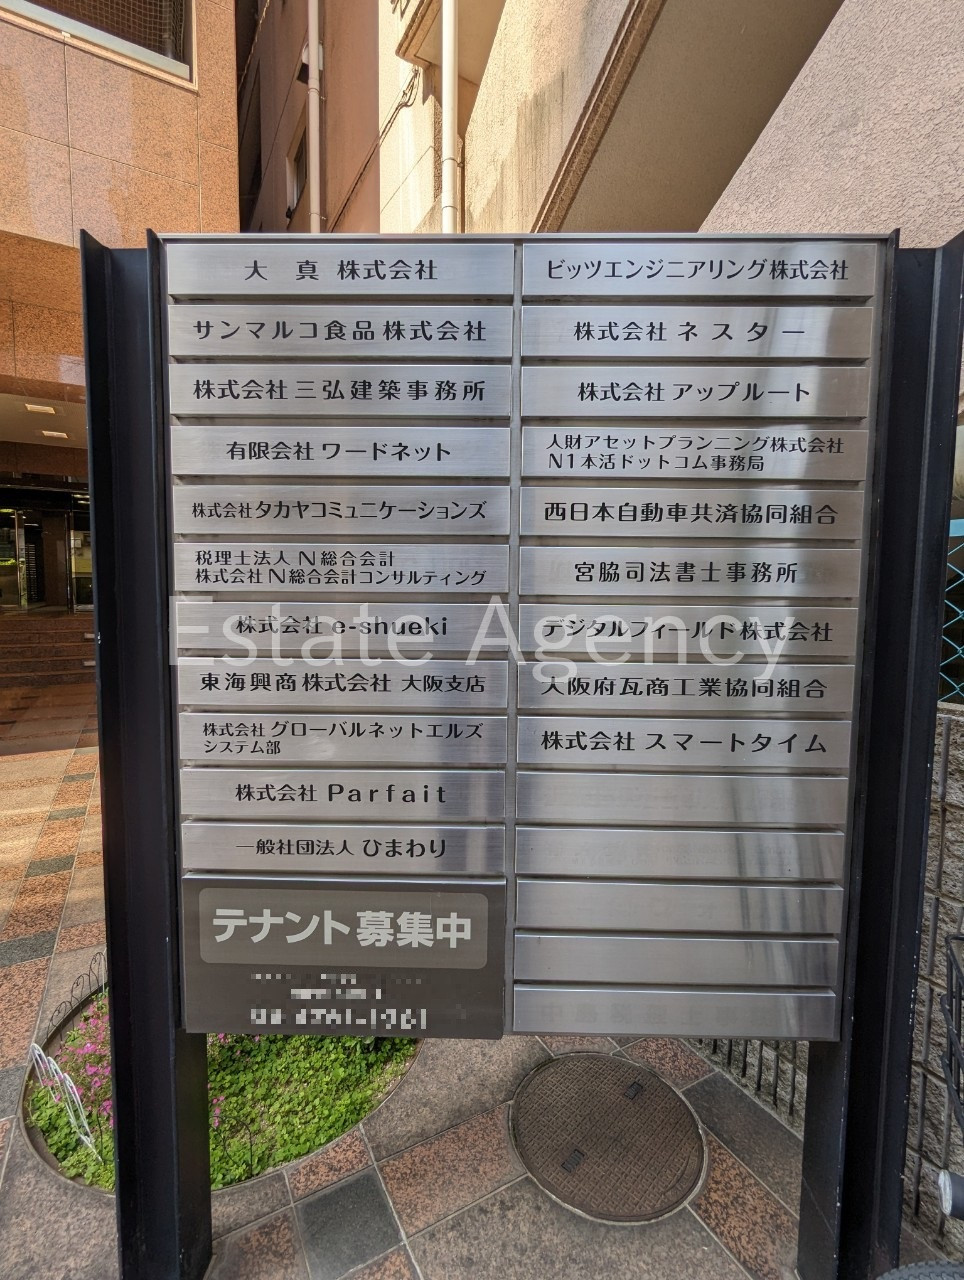 大真 株式会社
サンマルコ食品 株式会社
株式会社 三弘建築事務所
有限会社 ワードネット
株式会社 タカヤコミュニケーションズ
税理士法人 N総合会計
株式会社 N総合会計コンサルティング
株式会社 e-shueki
東海興商株式会社 大阪支店
株式会社 グローバルネットエルズ
システム部
株式会社 Parfait
一般社団法人 ひまわり
テナント募集中
ビッツエンジニアリング株式会社
株式会社 ネスター
株式会社 アップルート
人財アセットプランニング株式会社
N1本活ドットコム事務局
西日本自動車共済協同組合
宮脇司法書士事務所
デジタルフィールド株式会社
大阪府瓦商工業協同組合
株式会社 スマートタイム
Estate Agency